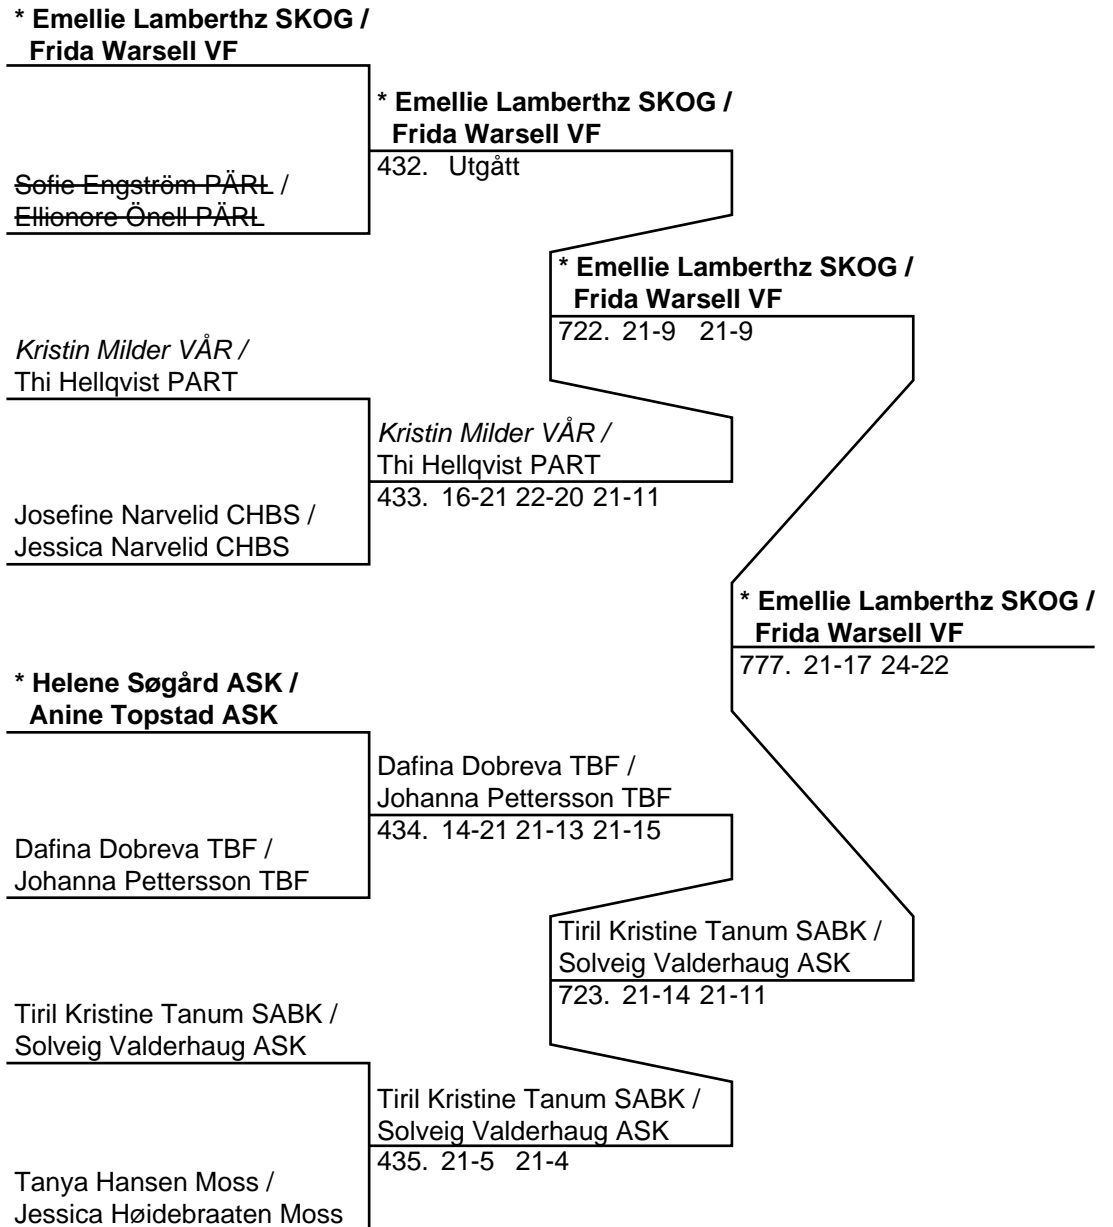 * Emellie Lamberthz SKOG /
Frida Warsell VF
* Emellie Lamberthz SKOG /
Frida Warsell VF
432. Utgått
Sofie Engström PÄRL /
Ellionore Önell PÄRL
* Emellie Lamberthz SKOG /
Frida Warsell VF
722. 21-9 21-9
Kristin Milder VÅR /
Thi Hellqvist PART
Kristin Milder VÅR /
Thi Hellqvist PART
433. 16-21 22-20 21-11
Josefine Narvelid CHBS /
Jessica Narvelid CHBS
* Emellie Lamberthz SKOG /
Frida Warsell VF
777. 21-17 24-22
* Helene Søgård ASK /
Anine Topstad ASK
Dafina Dobreva TBF /
Johanna Pettersson TBF
434. 14-21 21-13 21-15
Dafina Dobreva TBF /
Johanna Pettersson TBF
Tiril Kristine Tanum SABK /
Solveig Valderhaug ASK
723. 21-14 21-11
Tiril Kristine Tanum SABK /
Solveig Valderhaug ASK
Tiril Kristine Tanum SABK /
Solveig Valderhaug ASK
435. 21-5 21-4
Tanya Hansen Moss /
Jessica Høidebraaten Moss